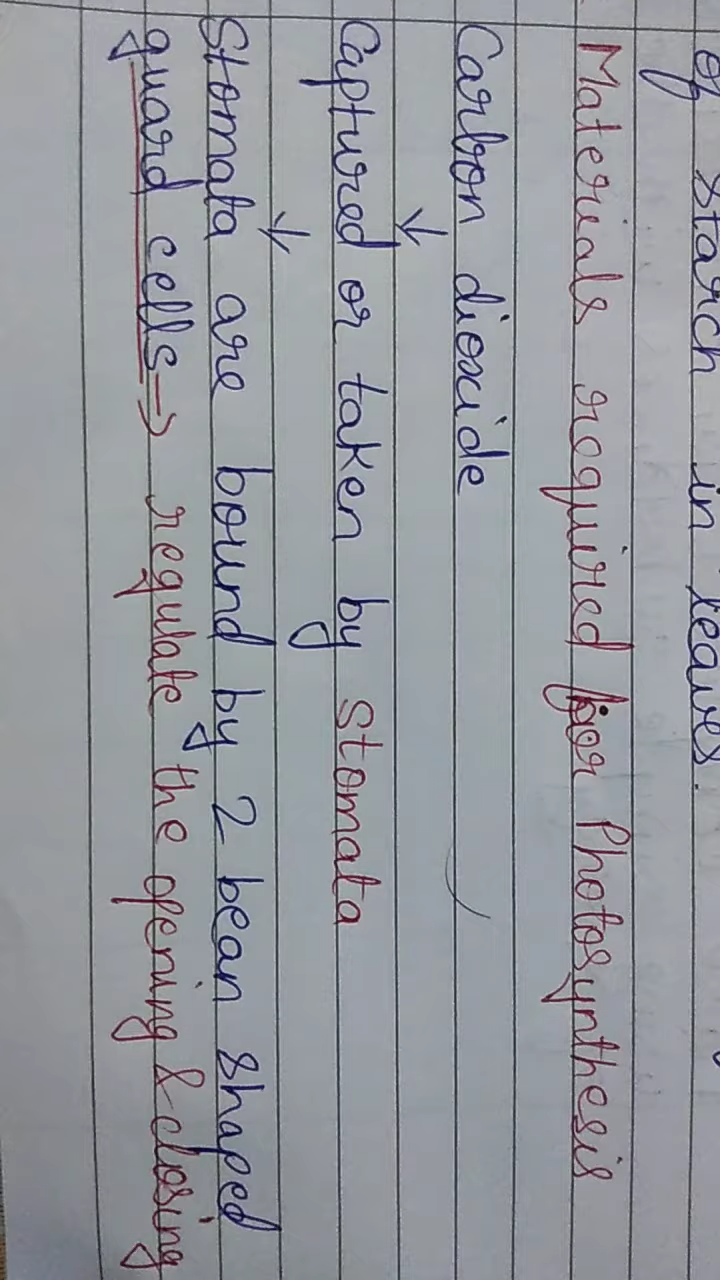 of starch in leaves.
Materials required for Photosynthesis
Carbon dioxide
↓
Captured or taken by stomata
↓
Stomata are bound by 2 bean shaped
guard cells → regulate the opening & closing